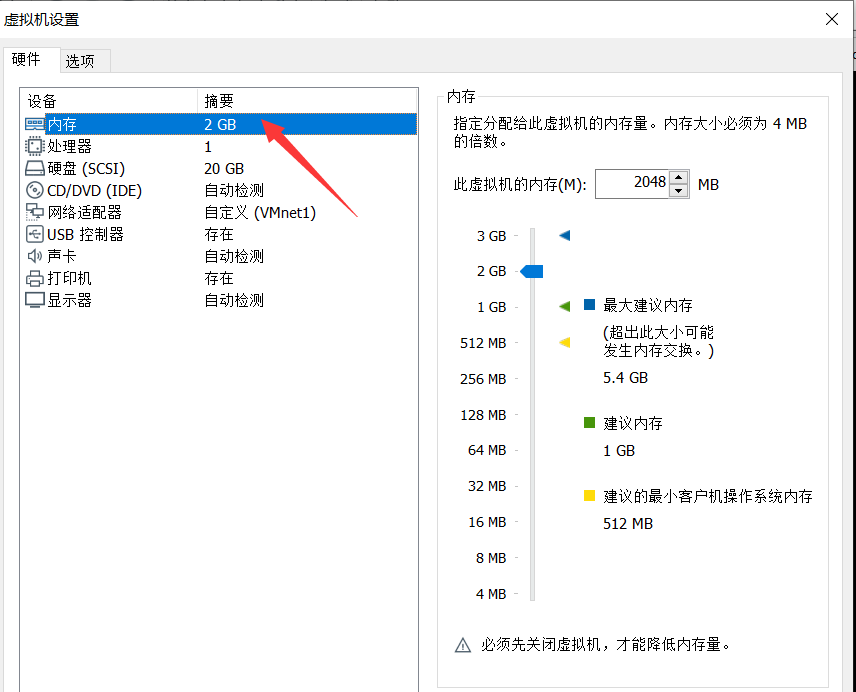 虚拟机设置
硬件 选项
设备 摘要
内存 2 GB
处理器 1
硬盘 (SCSI) 20 GB
CD/DVD (IDE) 自动检测
网络适配器 自定义 (VMnet1)
USB 控制器 存在
声卡 自动检测
打印机 存在
显示器 自动检测
内存
指定分配给此虚拟机的内存量。内存大小必须为 4 MB
的倍数。
此虚拟机的内存(M): 2048 MB
3 GB
2 GB
1 GB
512 MB
256 MB
128 MB
64 MB
32 MB
16 MB
8 MB
4 MB
最大建议内存
(超出此大小可能
发生内存交换。)
5.4 GB
建议内存
1 GB
建议的最小客户机操作系统内存
512 MB
必须先关闭虚拟机，才能降低内存量。